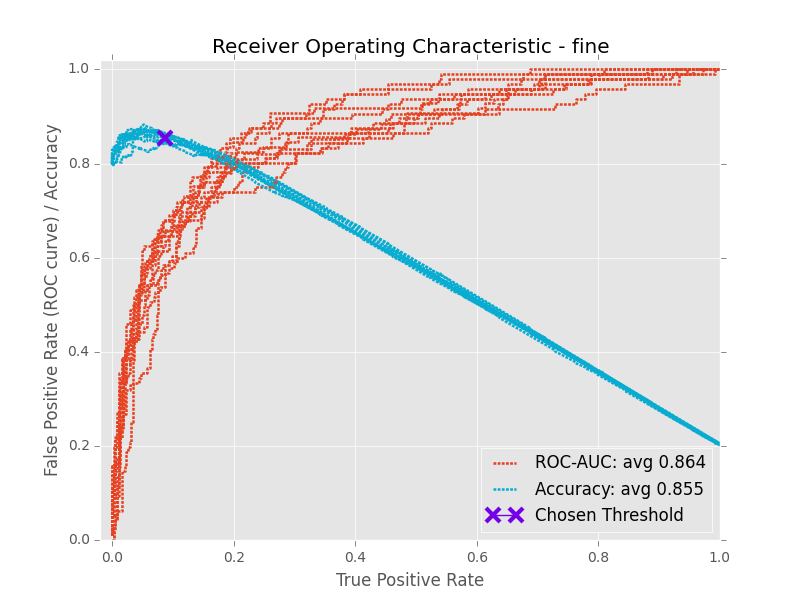 Receiver Operating Characteristic - fine
False Positive Rate (ROC curve) / Accuracy
1.0
0.8
0.6
0.4
0.2
0.0
ROC-AUC: avg 0.864
Accuracy: avg 0.855
Chosen Threshold
0.0 0.2 0.4 0.6 0.8 1.0
True Positive Rate